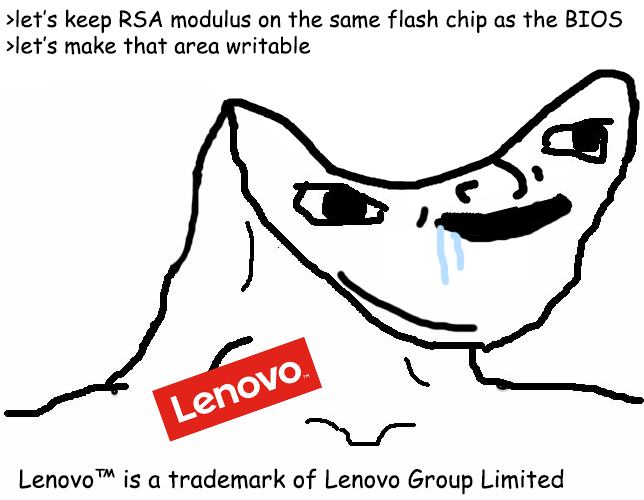 >let's keep RSA modulus on the same flash chip as the BIOS
>let's make that area writable
Lenovo™
Lenovo™ is a trademark of Lenovo Group Limited